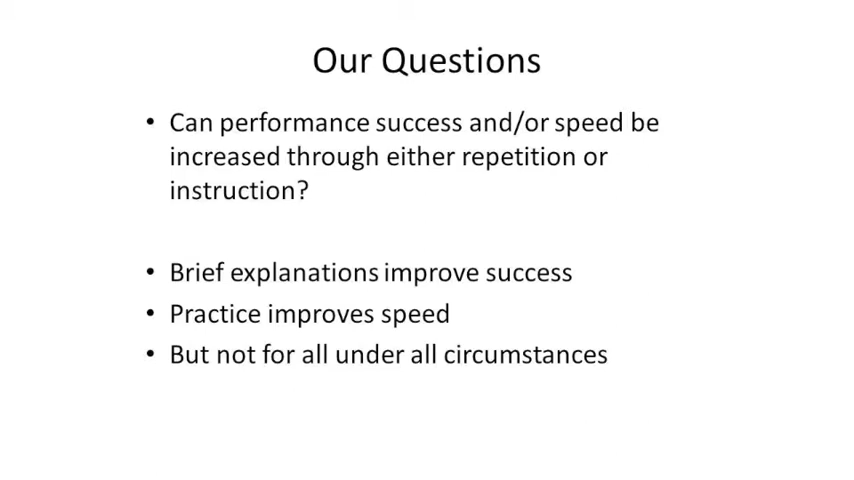 Our Questions
• Can performance success and/or speed be
increased through either repetition or
instruction?
• Brief explanations improve success
• Practice improves speed
• But not for all under all circumstances